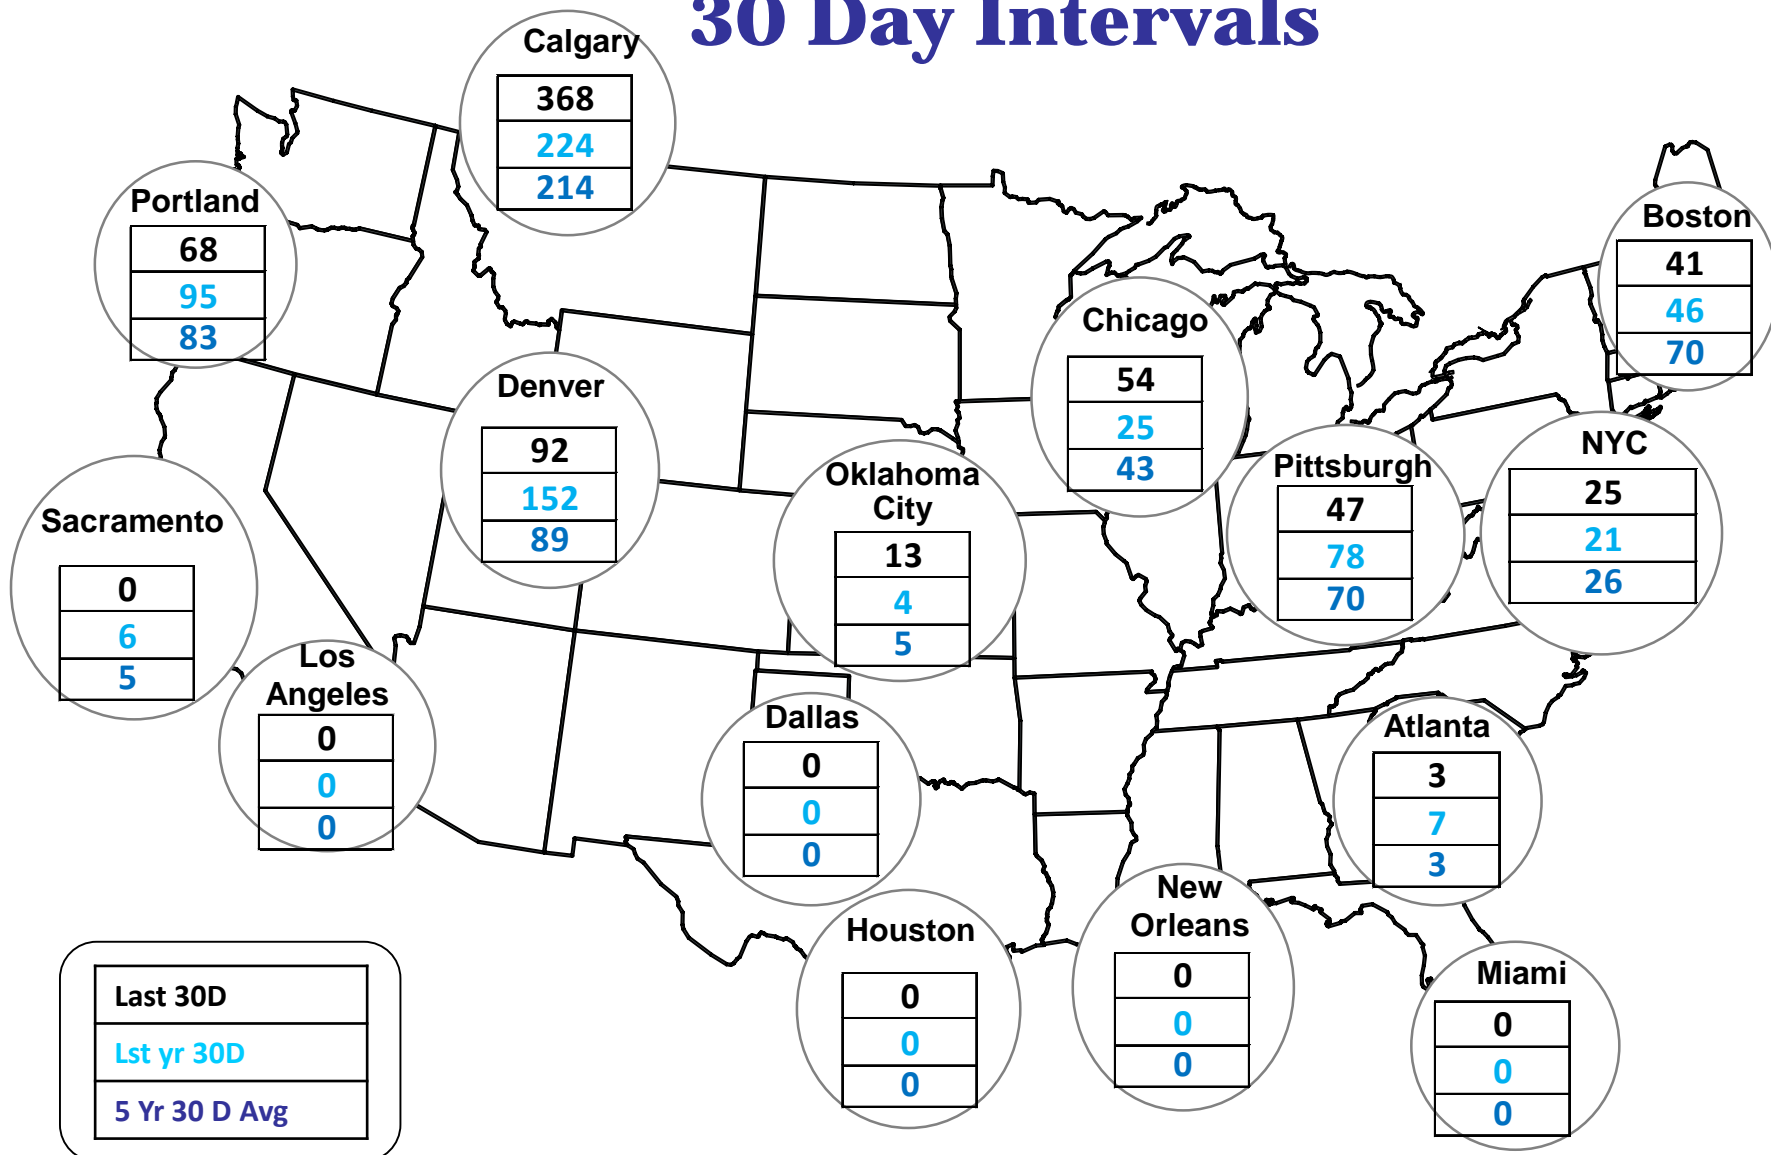 30 Day Intervals
Calgary
368
224
214
Portland
68
95
83
Boston
41
46
70
Chicago
54
25
43
Denver
92
152
89
NYC
25
21
26
Pittsburgh
47
78
70
Oklahoma
City
13
4
5
Sacramento
0
6
5
Los
Angeles
0
0
0
Dallas
0
0
0
Atlanta
3
7
3
New
Orleans
0
0
0
Houston
0
0
0
Miami
0
0
0
Last 30D
Lst yr 30D
5 Yr 30 D Avg